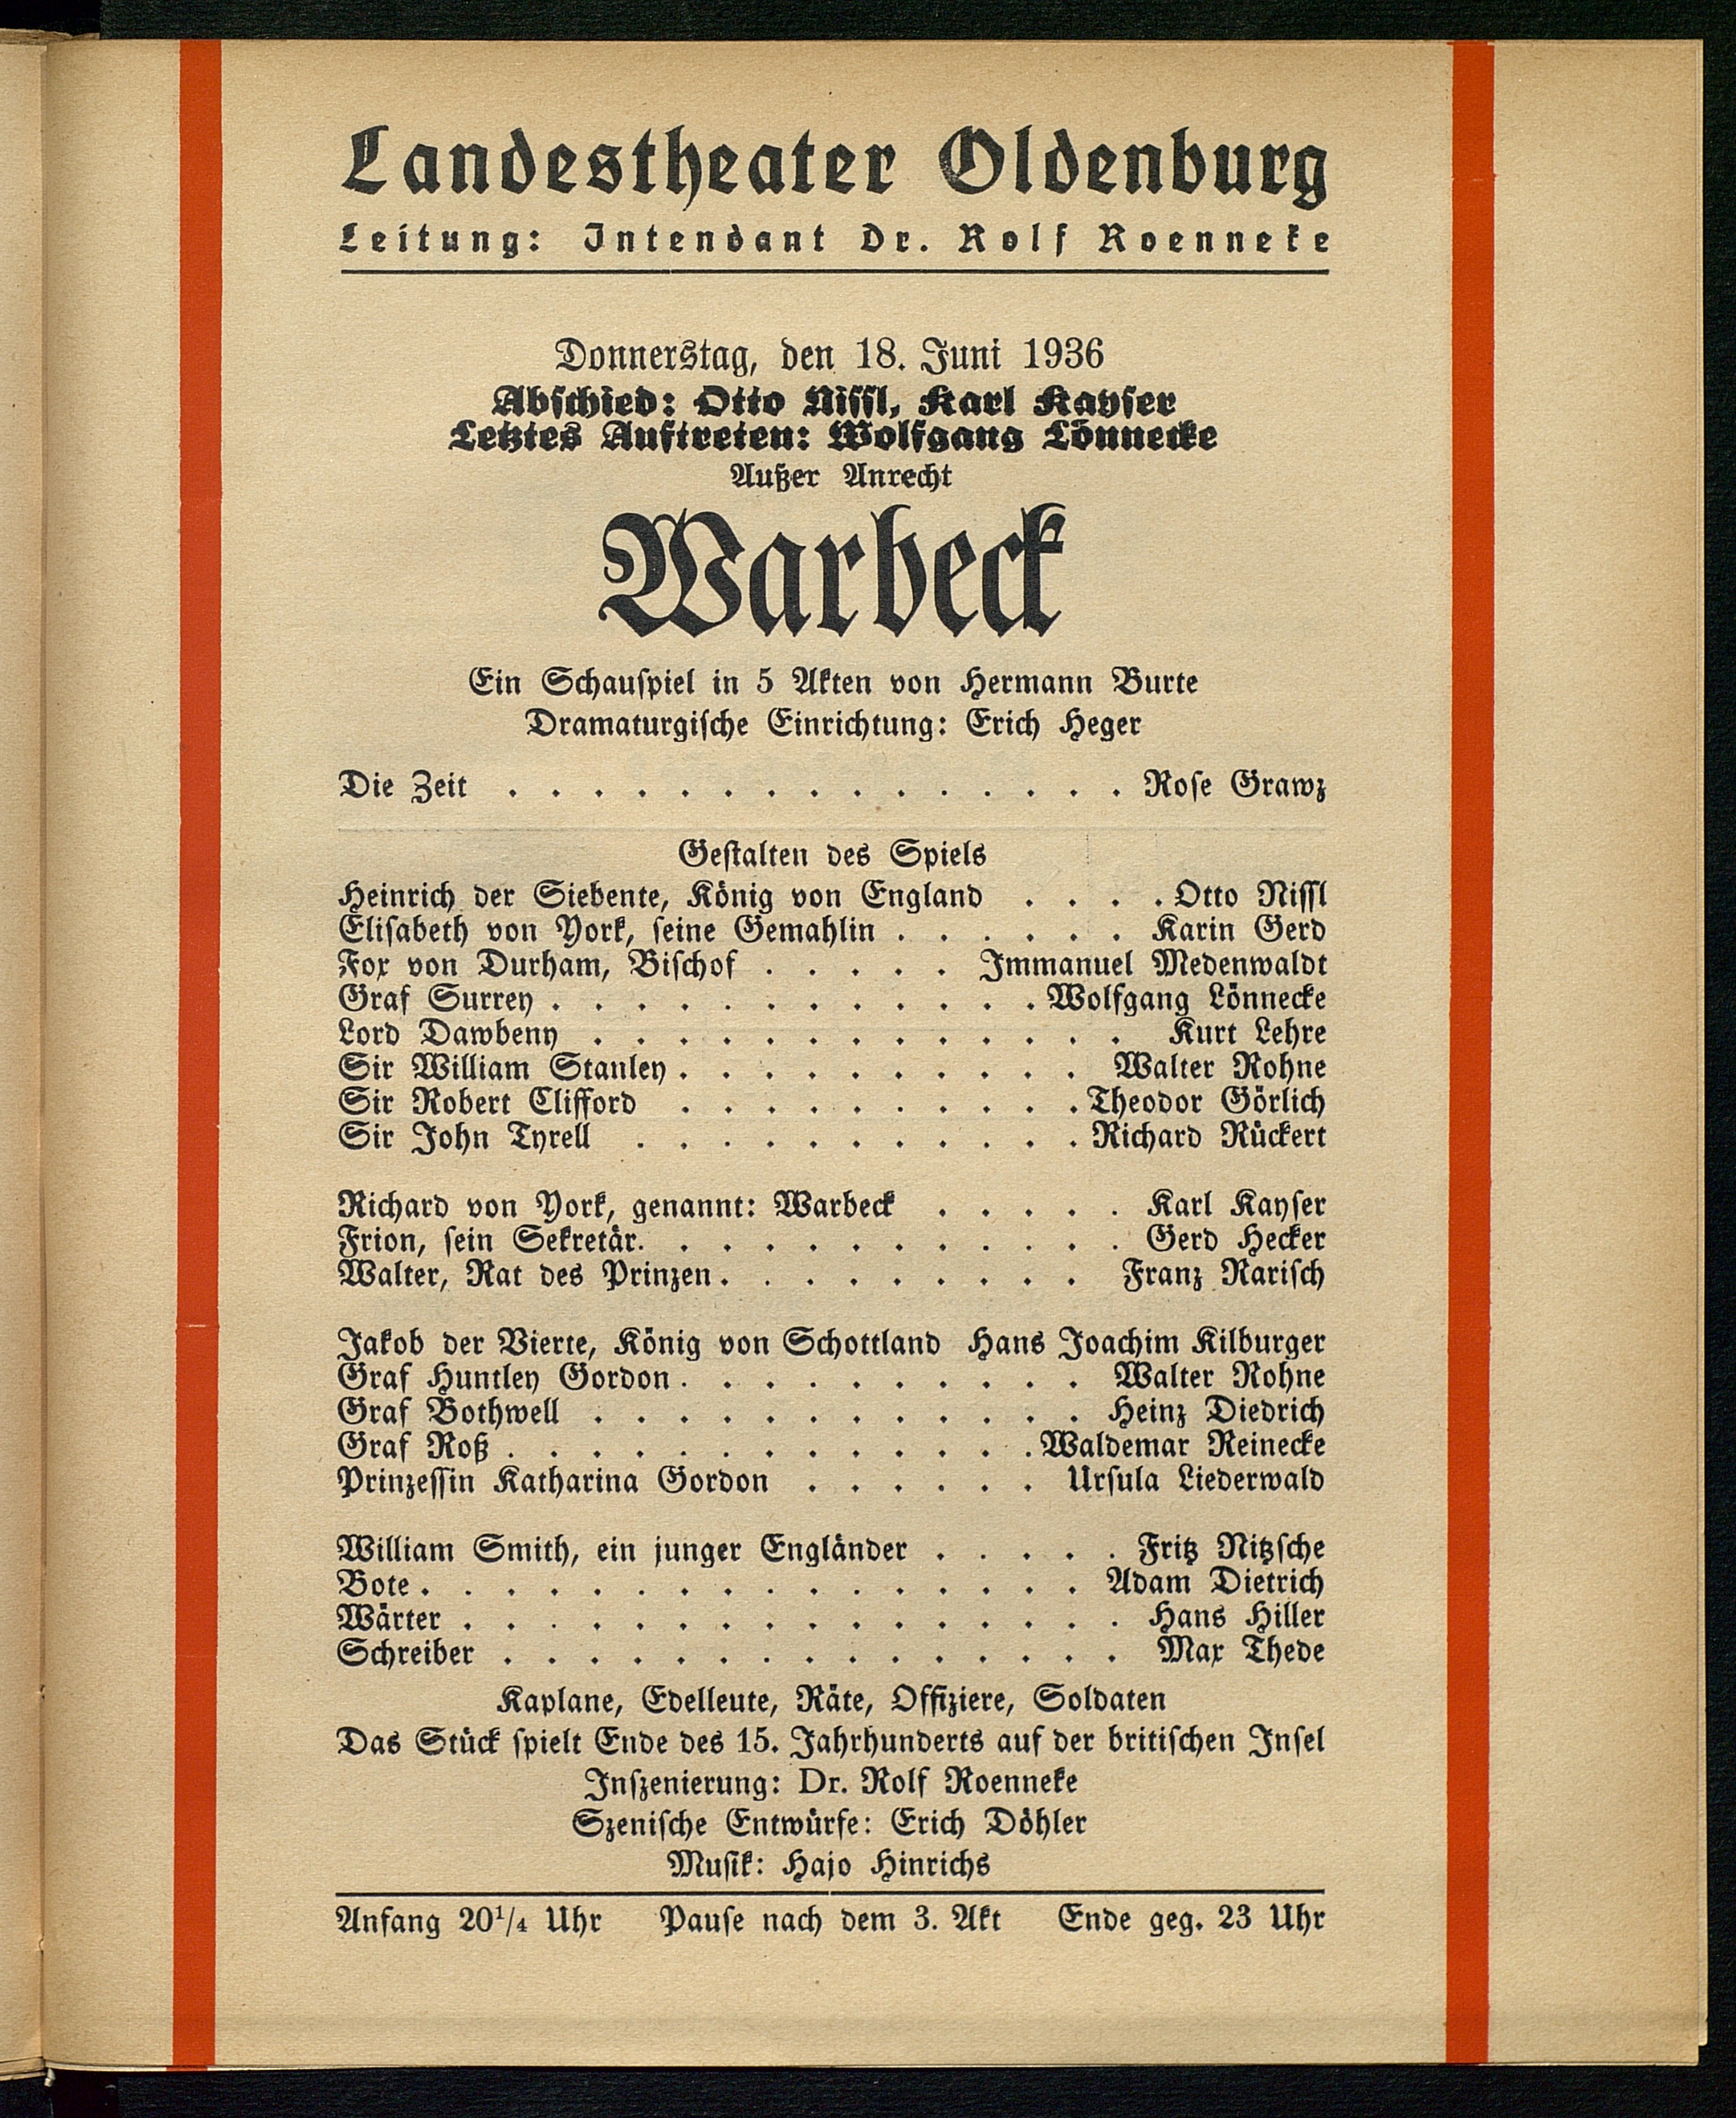 Landestheater Oldenburg
Leitung: Intendant Dr. Rolf Roenneke
Donnerstag, den 18. Juni 1936
Abschied: Otto Nissl, Karl Kayser
Letztes Auftreten: Wolfgang Lönnecke
Außer Anrecht
Warbeck
Ein Schauspiel in 5 Akten von Hermann Burte
Dramaturgische Einrichtung: Erich Heger
Die Zeit . . . . . . . . . . . . . . . Rose Grawz
Gestalten des Spiels
Heinrich der Siebente, König von England . . . . Otto Nissl
Elisabeth von York, seine Gemahlin . . . . . . Karin Gerd
Fox von Durham, Bischof . . . . . Immanuel Medenwaldt
Graf Surrey . . . . . . . . . . . . Wolfgang Lönnecke
Lord Dawbeny . . . . . . . . . . . . . Kurt Lehre
Sir William Stanley . . . . . . . . . . Walter Rohne
Sir Robert Clifford . . . . . . . . . . Theodor Görlich
Sir John Tyrell . . . . . . . . . . . Richard Rückert
Richard von York, genannt: Warbeck . . . . . Karl Kayser
Frion, sein Sekretär. . . . . . . . . . . . Gerd Hecker
Walter, Rat des Prinzen . . . . . . . . . Franz Rarisch
Jakob der Vierte, König von Schottland Hans Joachim Kilburger
Graf Huntley Gordon . . . . . . . . . . Walter Rohne
Graf Bothwell . . . . . . . . . . . . Heinz Diedrich
Graf Roß . . . . . . . . . . . . . Waldemar Reinecke
Prinzessin Katharina Gordon . . . . . . Ursula Liederwald
William Smith, ein junger Engländer . . . . . Fritz Nitzsche
Bote . . . . . . . . . . . . . . . . Adam Dietrich
Wärter . . . . . . . . . . . . . . . . Hans Hiller
Schreiber . . . . . . . . . . . . . . . Max Thede
Kaplane, Edelleute, Räte, Offiziere, Soldaten
Das Stück spielt Ende des 15. Jahrhunderts auf der britischen Insel
Inszenierung: Dr. Rolf Roenneke
Szenische Entwürfe: Erich Döhler
Musik: Hajo Hinrichs
Anfang 20¹/₄ Uhr Pause nach dem 3. Akt Ende geg. 23 Uhr